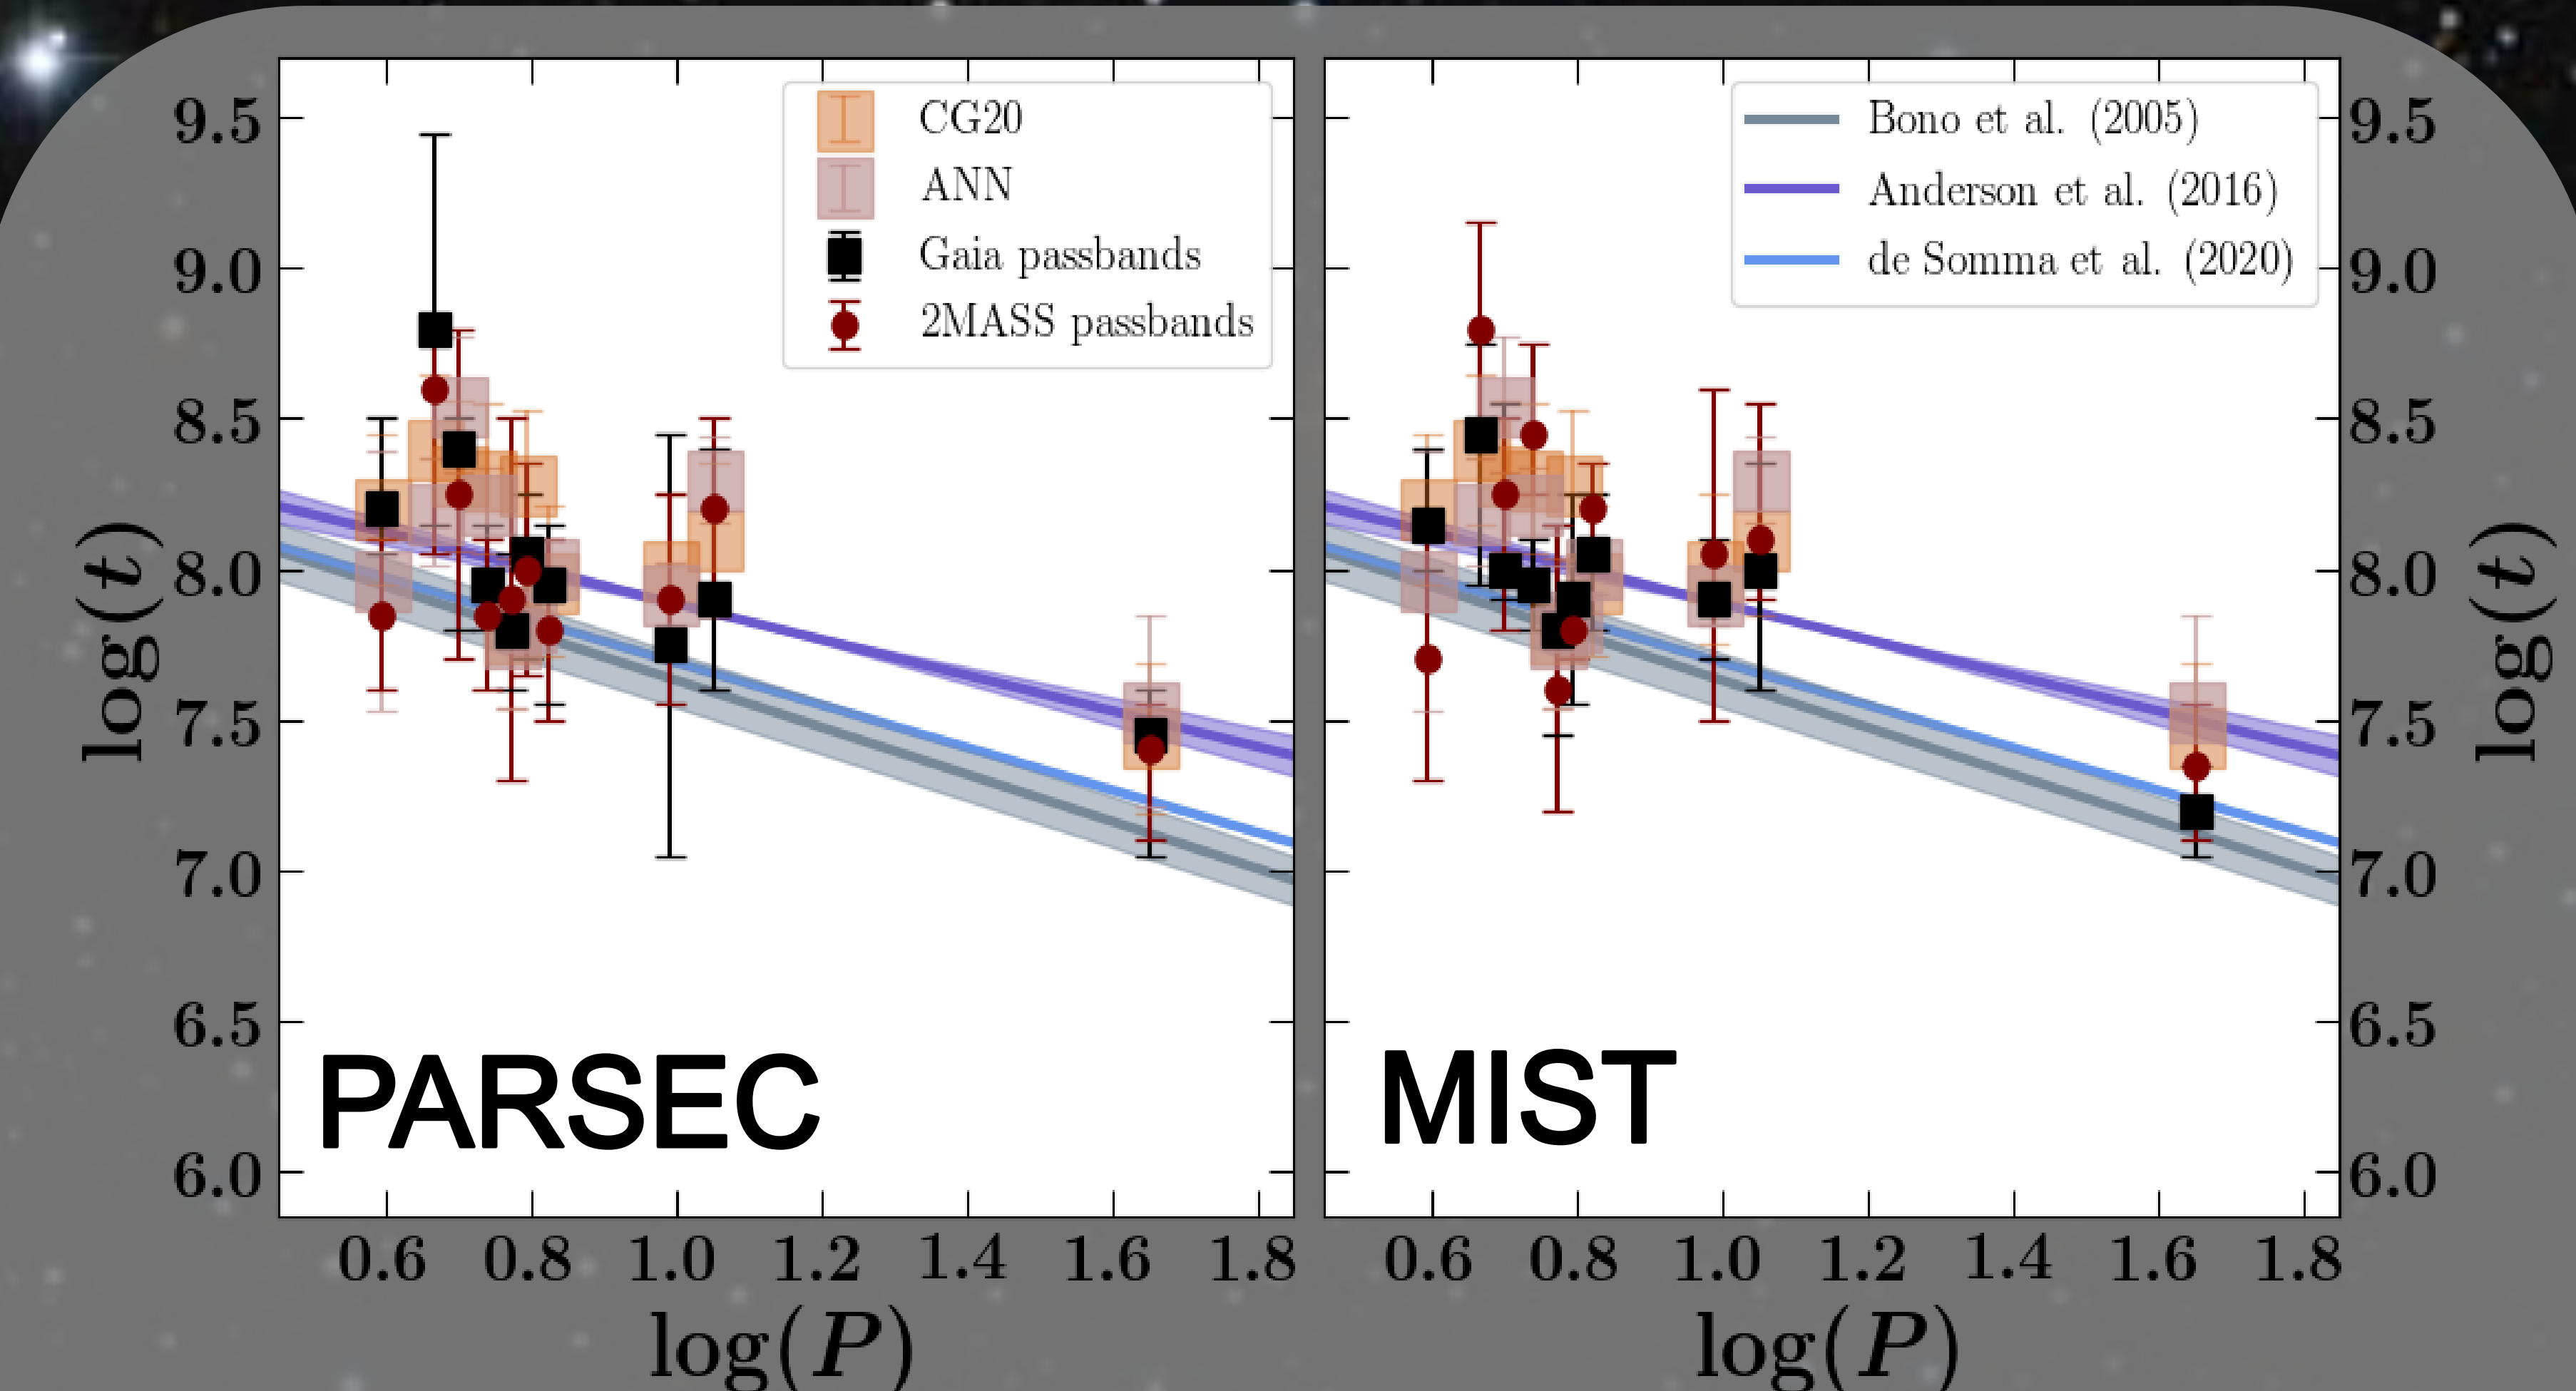 CG20
ANN
Gaia passbands
2MASS passbands
Bono et al. (2005)
Anderson et al. (2016)
de Somma et al. (2020)
9.5
9.0
8.5
8.0
7.5
7.0
6.5
6.0
log(t)
PARSEC
0.6 0.8 1.0 1.2 1.4 1.6 1.8
log(P)
MIST
0.6 0.8 1.0 1.2 1.4 1.6 1.8
log(P)
9.5
9.0
8.5
8.0
7.5
7.0
6.5
6.0
log(t)